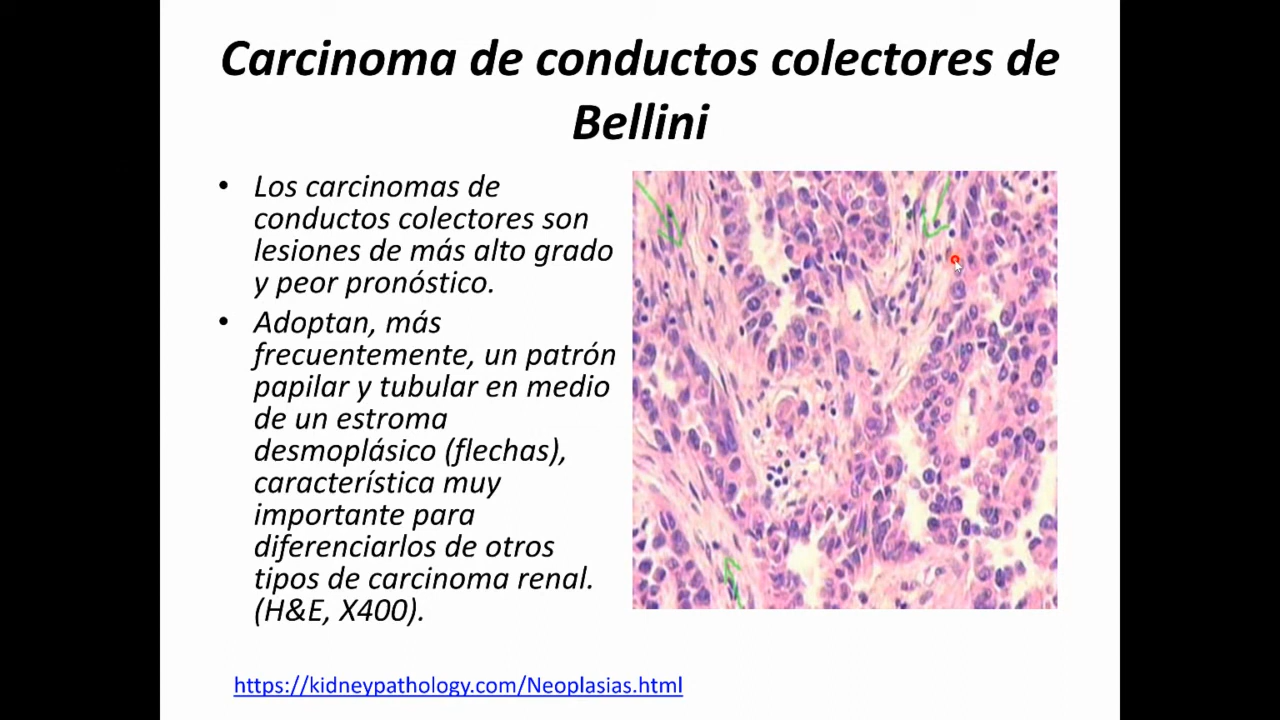 Carcinoma de conductos colectores de
Bellini
• Los carcinomas de
conductos colectores son
lesiones de más alto grado
y peor pronóstico.
• Adoptan, más
frecuentemente, un patrón
papilar y tubular en medio
de un estroma
desmoplásico (flechas),
característica muy
importante para
diferenciarlos de otros
tipos de carcinoma renal.
(H&E, X400).
https://kidneypathology.com/Neoplasias.html